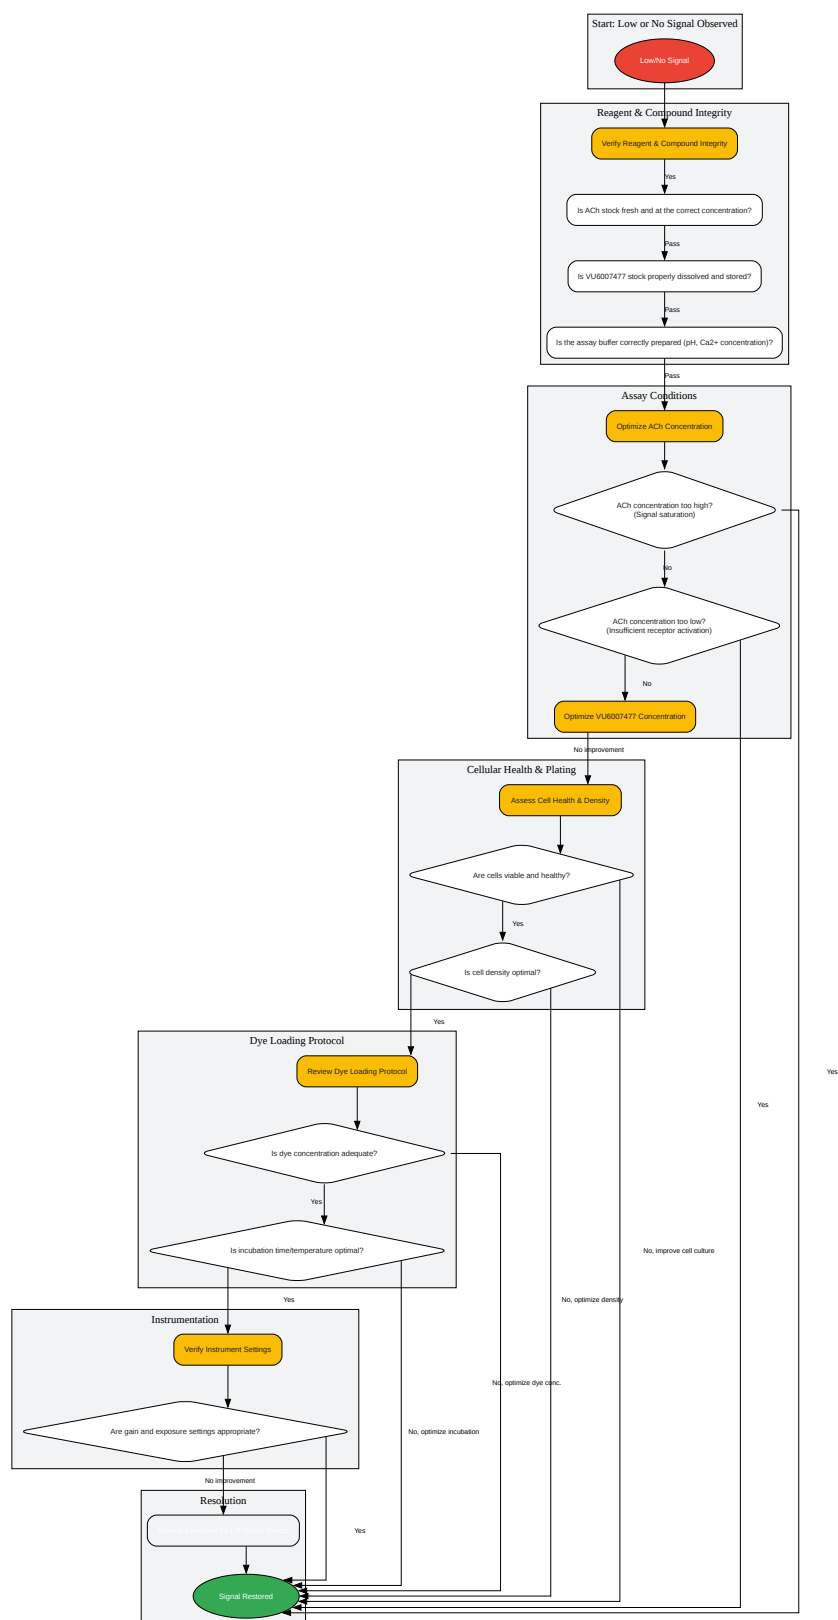 Start: Low or No Signal Observed
Low/No Signal
Reagent & Compound Integrity
Verify Reagent & Compound Integrity
Yes
Is ACh stock fresh and at the correct concentration?
Pass
Is VU6007477 stock properly dissolved and stored?
Pass
Is the assay buffer correctly prepared (pH, Ca2+ concentration)?
Pass
Assay Conditions
Optimize ACh Concentration
ACh concentration too high?
(Signal saturation)
No
ACh concentration too low?
(Insufficient receptor activation)
No
Optimize VU6007477 Concentration
No improvement
Cellular Health & Plating
Assess Cell Health & Density
Are cells viable and healthy?
Yes
Is cell density optimal?
Yes
Dye Loading Protocol
Review Dye Loading Protocol
Yes
Yes
Is dye concentration adequate?
Yes
Is incubation time/temperature optimal?
No, improve cell culture
Yes
No, optimize density
Instrumentation
Verify Instrument Settings
No, optimize dye conc.
Are gain and exposure settings appropriate?
No, optimize incubation
No improvement
Resolution
Yes
Signal Restored